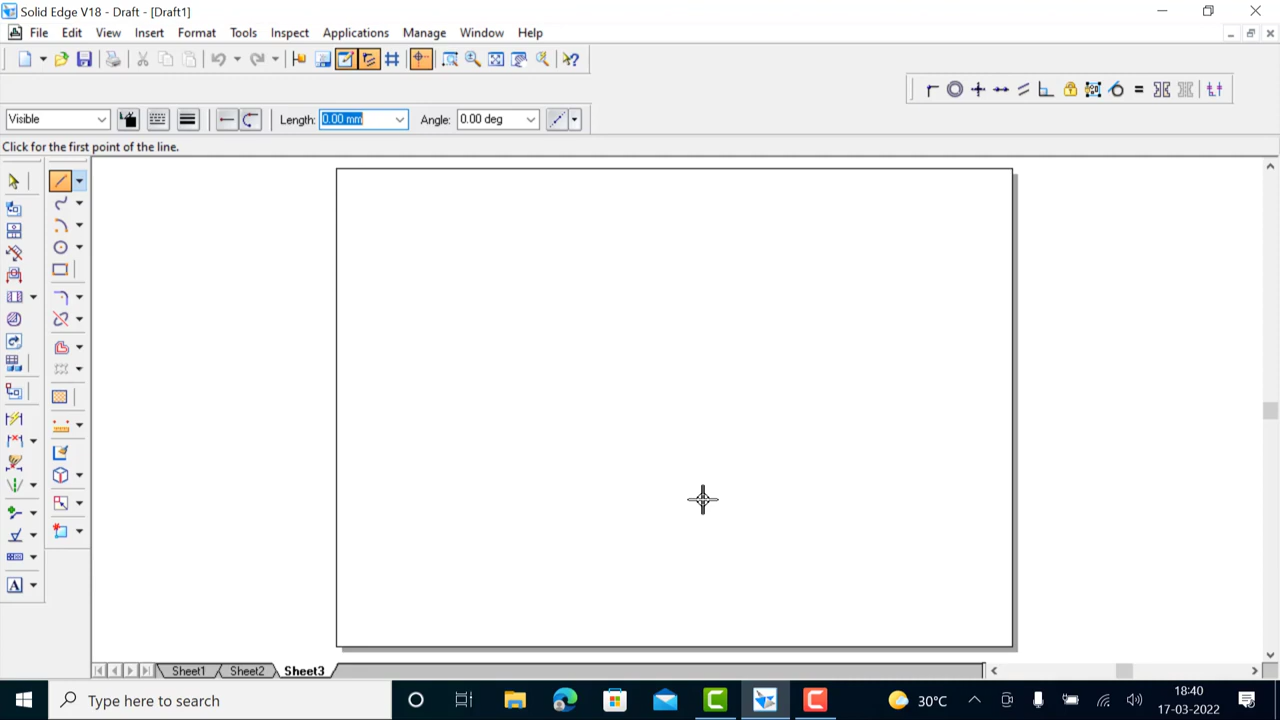 Solid Edge V18 - Draft - [Draft1]
File Edit View Insert Format Tools Inspect Applications Manage Window Help
Visible Length: 0.00 mm Angle: 0.00 deg
Click for the first point of the line.
A
Sheet1 Sheet2 Sheet3
Type here to search
30°C
18:40
17-03-2022